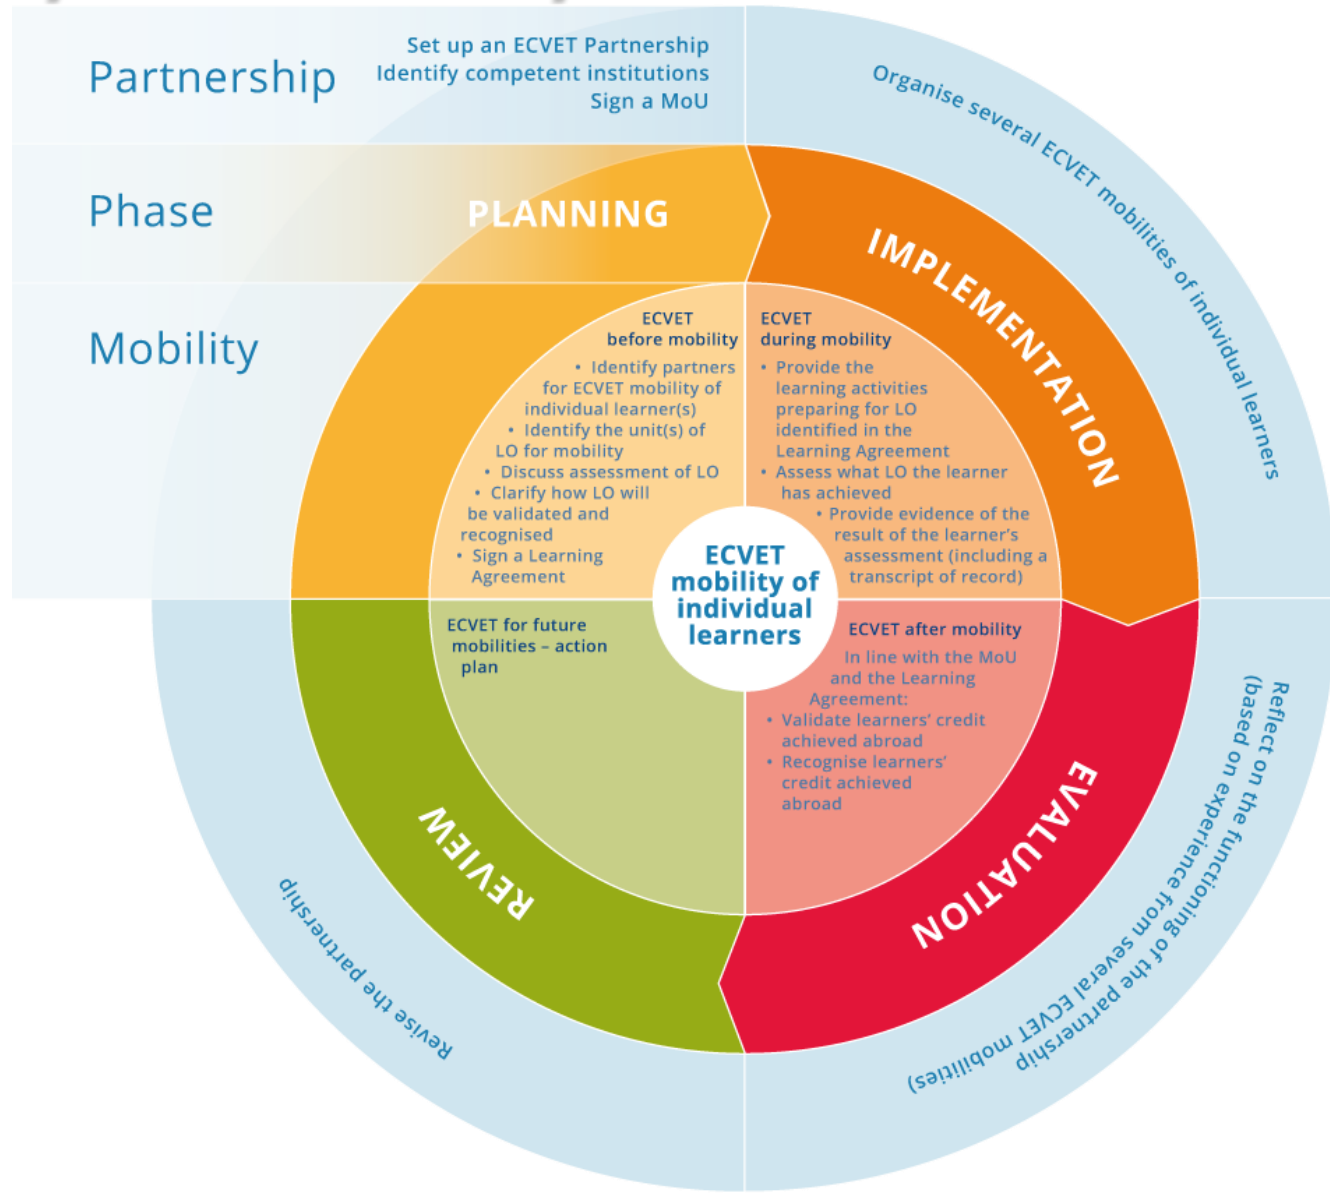 Partnership
Set up an ECVET Partnership
Identify competent institutions
Sign a MoU
Organise several ECVET mobilities of individual learners
Phase
PLANNING
IMPLEMENTATION
Mobility
ECVET
before mobility
• Identify partners
for ECVET mobility of
individual learner(s)
• Identify the unit(s) of
LO for mobility
• Discuss assessment of LO
• Clarify how LO will
be validated and
recognised
• Sign a Learning
Agreement
ECVET
during mobility
• Provide the
learning activities
preparing for LO
identified in the
Learning Agreement
• Assess what LO the learner
has achieved
• Provide evidence of the
result of the learner's
assessment (including a
transcript of record)
ECVET
mobility of
individual
learners
ECVET after mobility
In line with the MoU
and the Learning
Agreement:
• Validate learners' credit
achieved abroad
• Recognise learners'
credit achieved
abroad
EVALUATION
Reflect on the functioning of the partnership
(based on experience from several ECVET mobilities)
ECVET for future
mobilities – action
plan
REVIEW
Revise the partnership